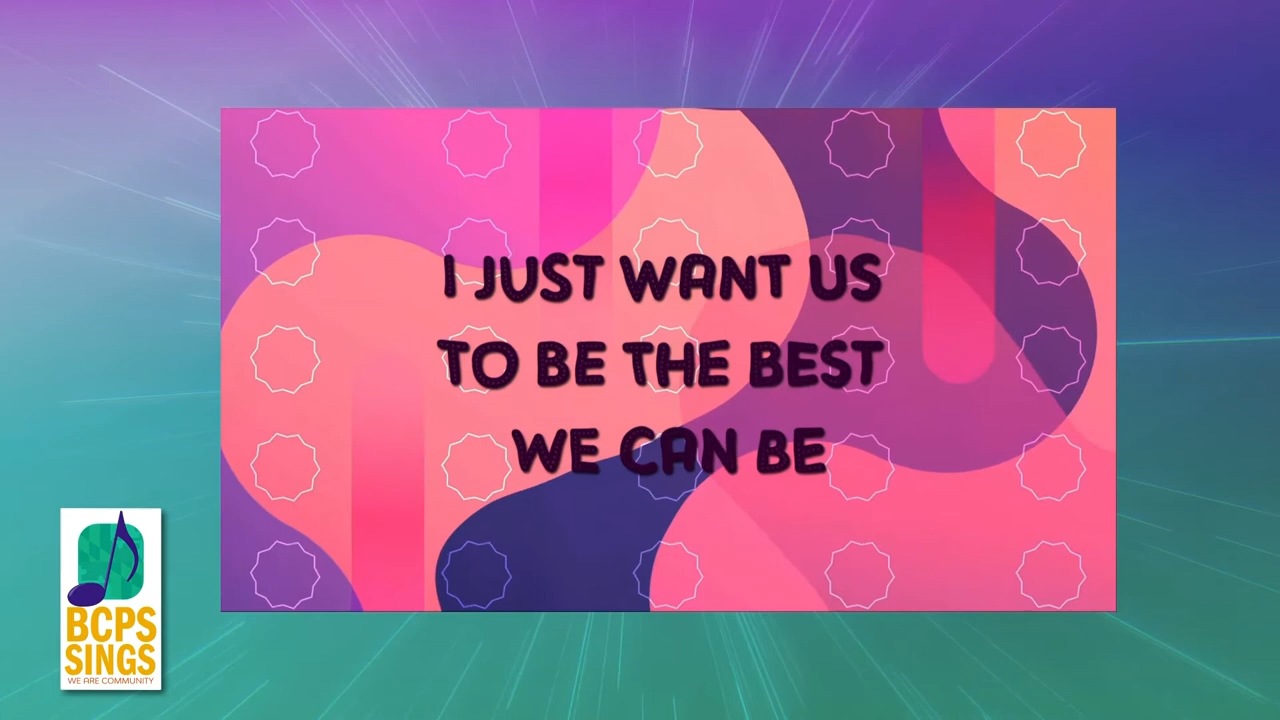 I JUST WANT US
TO BE THE BEST
WE CAN BE
BCPS
SINGS
WE ARE COMMUNITY